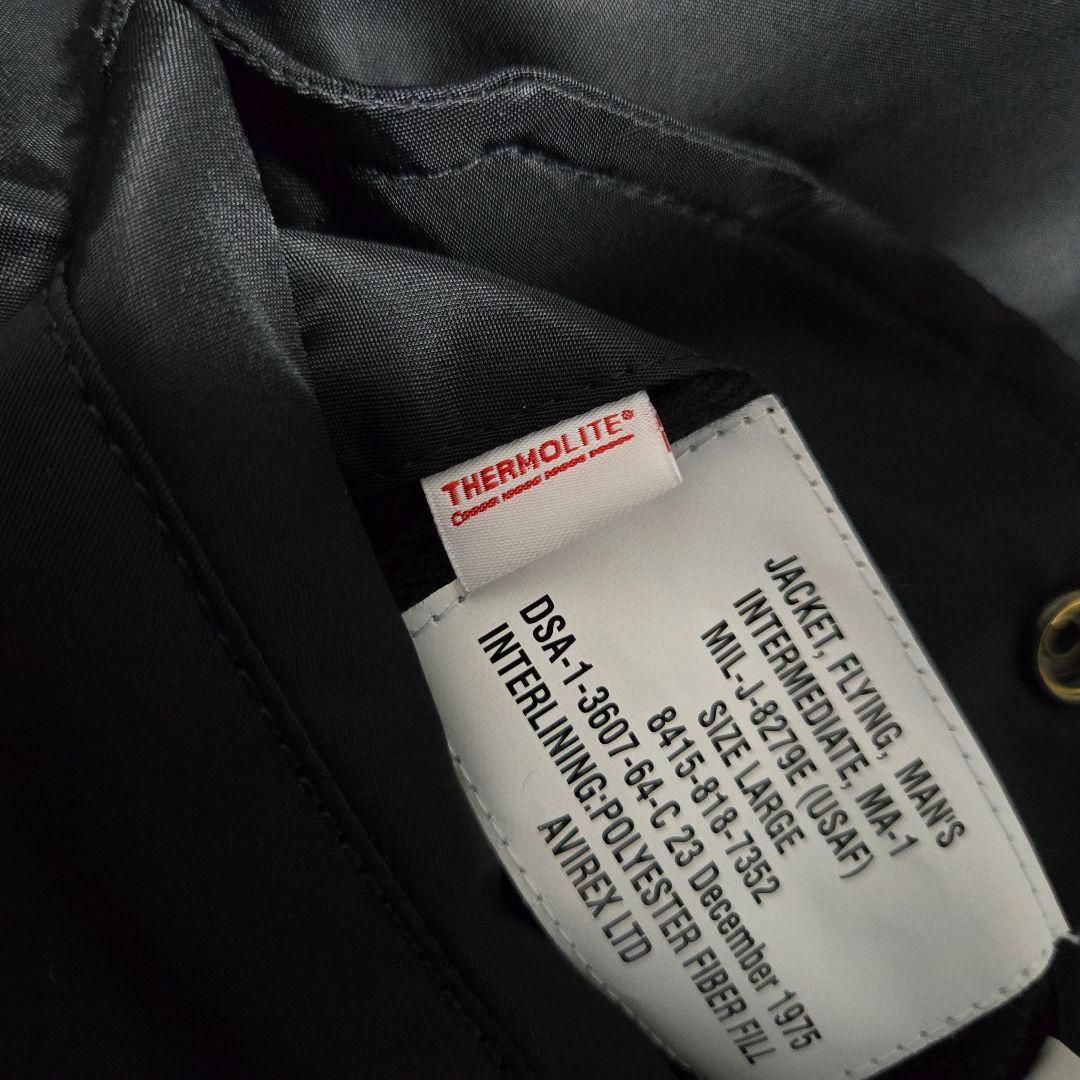 THERMOLITE®
JACKET, FLYING, MAN'S
INTERMEDIATE, MA-1
MIL-J-8279E (USAF)
SIZE LARGE
8415-818-7352
DSA-1-3607-64-C 23 December 1975
INTERLINING:POLYESTER FIBER FILL
AVIREX LTD